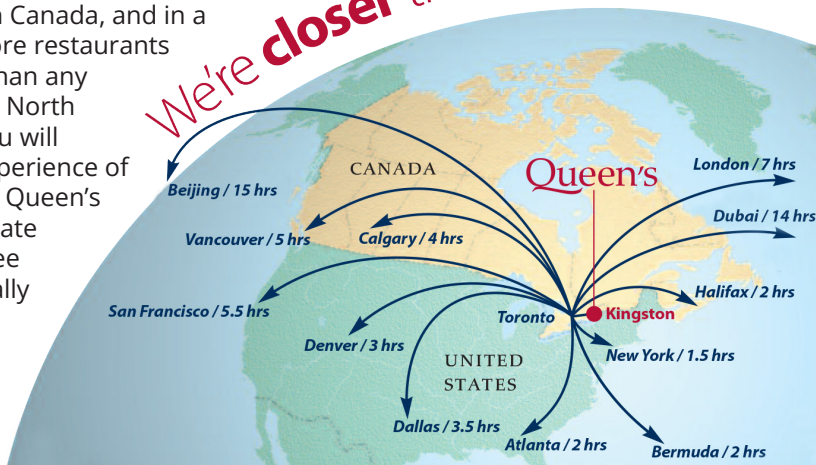 Canada, and in a
ore restaurants
han any
North
u will
perience of
Queen's
ate
ee
ally
We're closer
CANADA
Queen's
London / 7 hrs
Beijing / 15 hrs
Dubai / 14 hrs
Vancouver / 5 hrs
Calgary / 4 hrs
Halifax / 2 hrs
San Francisco / 5.5 hrs
Toronto
Kingston
Denver / 3 hrs
New York / 1.5 hrs
UNITED
STATES
Dallas / 3.5 hrs
Atlanta / 2 hrs
Bermuda / 2 hrs